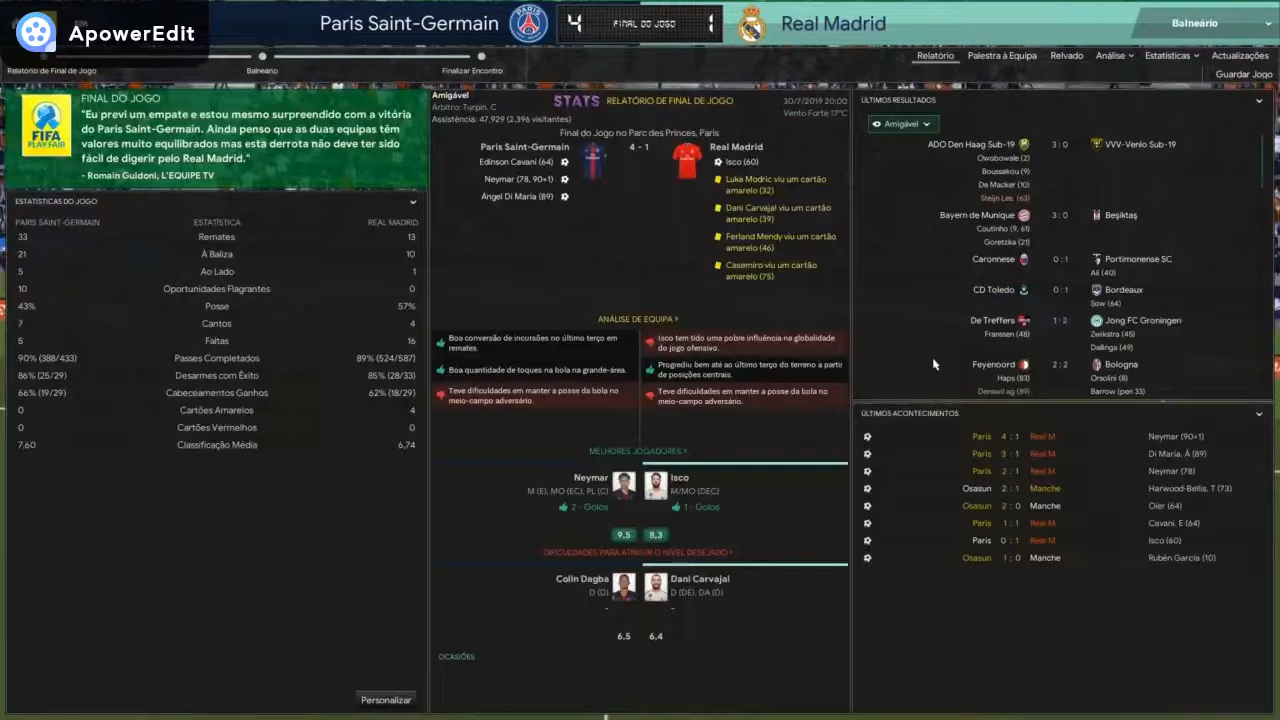 ApowerEdit
Paris Saint-Germain
4
FINAL DO JOGO
1
Real Madrid
Balneário
Relatório de Final de Jogo
Balneário
Finalizar Encontro
Relatório
Palestra à Equipa
Relvado
Análise
Estatísticas
Actualizações
Guardar Jogo
FINAL DO JOGO
"Eu previ um empate e estou mesmo surpreendido com a vitória
do Paris Saint-Germain. Ainda penso que as duas equipas têm
valores muito equilibrados mas esta derrota não deve ter sido
fácil de digerir pelo Real Madrid."
- Romain Guidoni, L'EQUIPE TV
FIFA
PLAY FAIR
ESTATÍSTICAS DO JOGO
PARIS SAINT-GERMAIN ESTATÍSTICA REAL MADRID
33 Remates 13
21 À Baliza 10
5 Ao Lado 1
10 Oportunidades Flagrantes 0
43% Posse 57%
7 Cantos 4
5 Faltas 16
90% (388/433) Passes Completados 89% (524/587)
86% (25/29) Desarmes com Êxito 85% (28/33)
66% (19/29) Cabeceamentos Ganhos 62% (18/29)
0 Cartões Amarelos 4
0 Cartões Vermelhos 0
7,60 Classificação Média 6,74
Personalizar
Amigável
Árbitro: Turpin. C
Assistência: 47,929 (2,396 visitantes)
STATS RELATÓRIO DE FINAL DE JOGO
30/7/2019 20:00
Vento Forte 17°C
Final do Jogo no Parc des Princes, Paris
Paris Saint-Germain 4 - 1 Real Madrid
Edinson Cavani (64)
Neymar (78, 90+1)
Ángel Di María (89)
Isco (60)
Luka Modric viu um cartão
amarelo (32)
Dani Carvajal viu um cartão
amarelo (39)
Ferland Mendy viu um cartão
amarelo (46)
Casemiro viu um cartão
amarelo (75)
ANÁLISE DE EQUIPA >
Boa conversão de incursões no último terço em
remates.
Boa quantidade de toques na bola na grande-área.
Teve dificuldades em manter a posse da bola no
meio-campo adversário.
Isco tem tido uma pobre influência na globalidade
do jogo ofensivo.
Progrediu bem até ao último terço do terreno a partir
de posições centrais.
Teve dificuldades em manter a posse da bola no
meio-campo adversário.
MELHORES JOGADORES >
Neymar
M (E), MO (EC), PL (C)
2 - Golos
9,5
Isco
M/MO (DEC)
1 - Golos
8,3
DIFICULDADES PARA ATINGIR O NÍVEL DESEJADO >
Colin Dagba
D (D)
-
6,5
Dani Carvajal
D (DE), DA (D)
-
6,4
OCASIÕES
ÚLTIMOS RESULTADOS
Amigável
ADO Den Haag Sub-19 3 : 0 VVV-Venlo Sub-19
Owobowale (2)
Boussakou (9)
De Macker (10)
Steijn Les. (63)
Bayern de Munique 3 : 0 Beşiktaş
Coutinho (9, 61)
Goretzka (21)
Caronnese 0 : 1 Portimonense SC
Ali (40)
CD Toledo 0 : 1 Bordeaux
Sow (64)
De Treffers 1 : 2 Jong FC Groningen
Franssen (48)
Zwikstra (45)
Dallinga (49)
Feyenoord 2 : 2 Bologna
Haps (83)
Denswil ag (89)
Orsolini (8)
Barrow (pen 33)
ÚLTIMOS ACONTECIMENTOS
Paris 4 : 1 Real M Neymar (90+1)
Paris 3 : 1 Real M Di María. Á (89)
Paris 2 : 1 Real M Neymar (78)
Osasun 2 : 1 Manche Harwood-Bellis. T (73)
Osasun 2 : 0 Manche Oier (64)
Paris 1 : 1 Real M Cavani. E (64)
Paris 0 : 1 Real M Isco (60)
Osasun 1 : 0 Manche Rubén García (10)